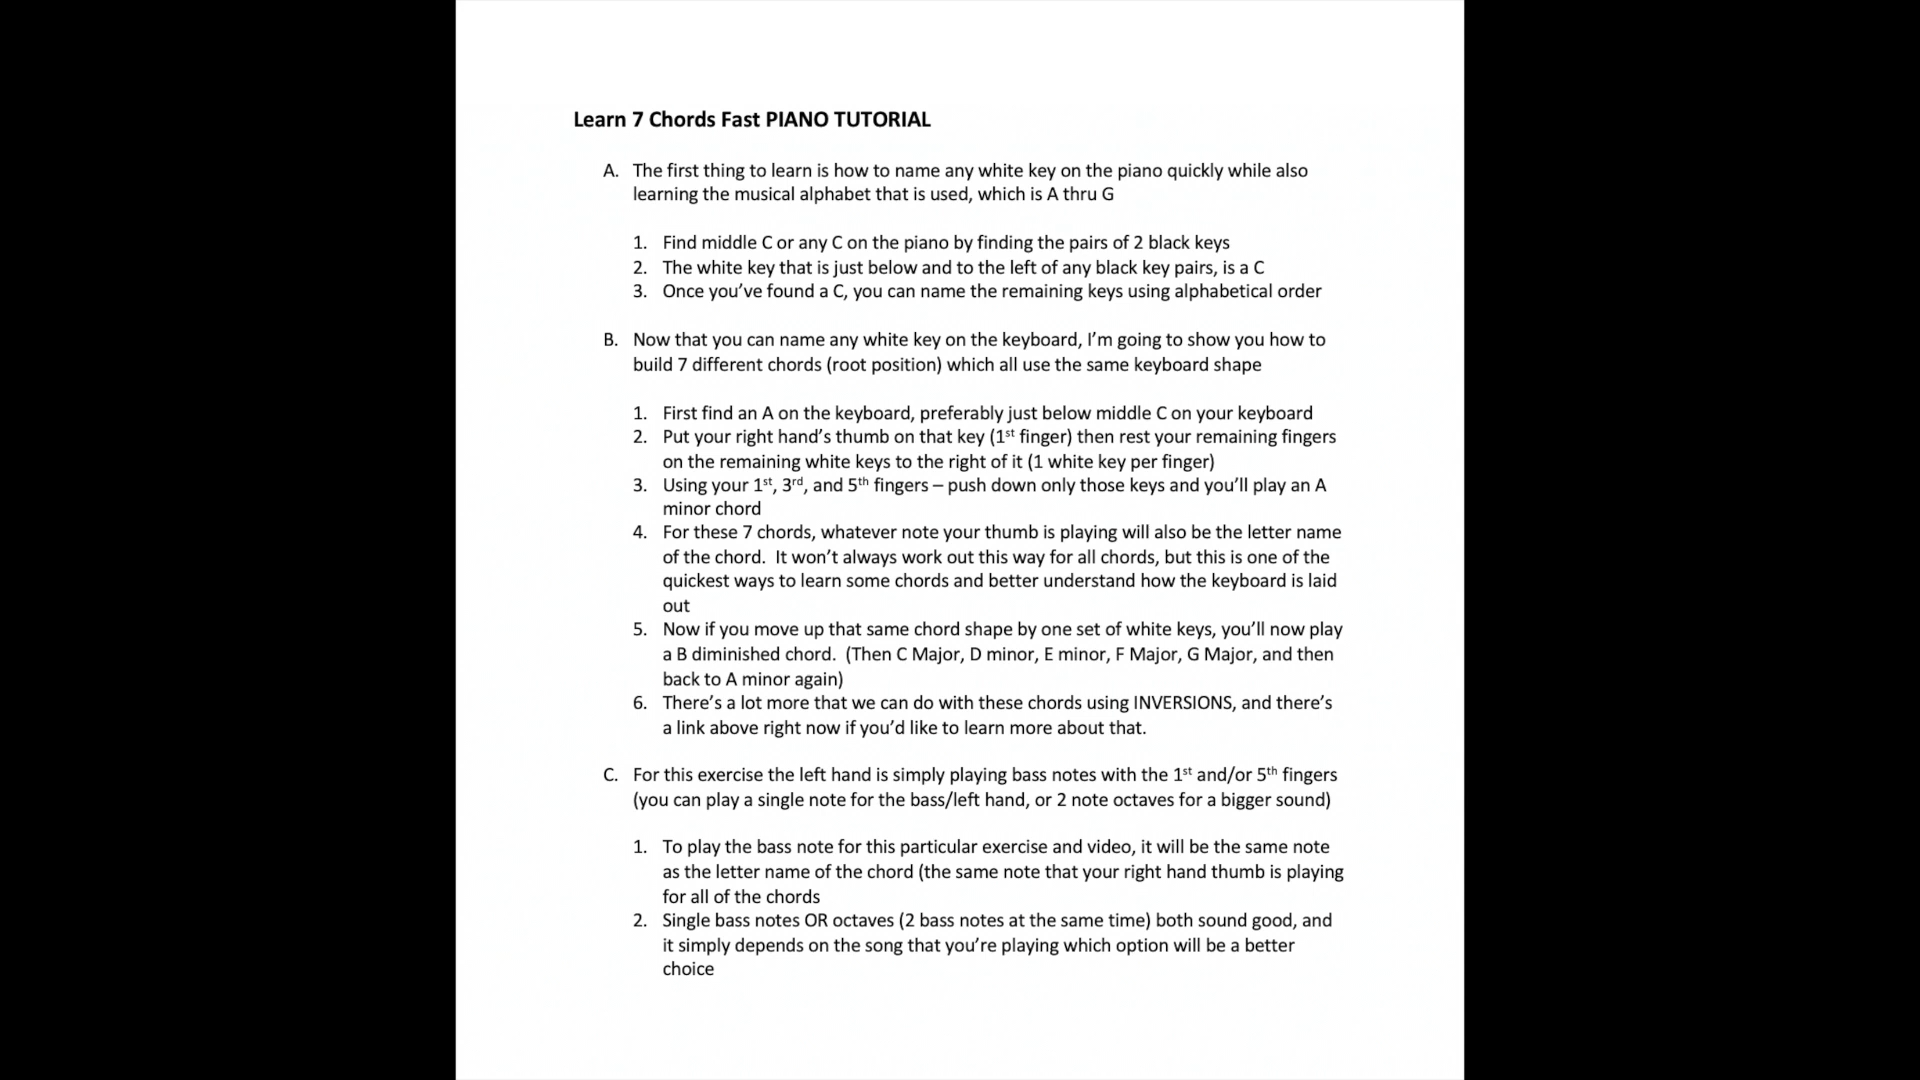 Learn 7 Chords Fast PIANO TUTORIAL
A. The first thing to learn is how to name any white key on the piano quickly while also
learning the musical alphabet that is used, which is A thru G
1. Find middle C or any C on the piano by finding the pairs of 2 black keys
2. The white key that is just below and to the left of any black key pairs, is a C
3. Once you’ve found a C, you can name the remaining keys using alphabetical order
B. Now that you can name any white key on the keyboard, I’m going to show you how to
build 7 different chords (root position) which all use the same keyboard shape
1. First find an A on the keyboard, preferably just below middle C on your keyboard
2. Put your right hand’s thumb on that key (1st finger) then rest your remaining fingers
on the remaining white keys to the right of it (1 white key per finger)
3. Using your 1st, 3rd, and 5th fingers – push down only those keys and you’ll play an A
minor chord
4. For these 7 chords, whatever note your thumb is playing will also be the letter name
of the chord.  It won’t always work out this way for all chords, but this is one of the
quickest ways to learn some chords and better understand how the keyboard is laid
out
5. Now if you move up that same chord shape by one set of white keys, you’ll now play
a B diminished chord.  (Then C Major, D minor, E minor, F Major, G Major, and then
back to A minor again)
6. There’s a lot more that we can do with these chords using INVERSIONS, and there’s
a link above right now if you’d like to learn more about that.
C. For this exercise the left hand is simply playing bass notes with the 1st and/or 5th fingers
(you can play a single note for the bass/left hand, or 2 note octaves for a bigger sound)
1. To play the bass note for this particular exercise and video, it will be the same note
as the letter name of the chord (the same note that your right hand thumb is playing
for all of the chords
2. Single bass notes OR octaves (2 bass notes at the same time) both sound good, and
it simply depends on the song that you’re playing which option will be a better
choice